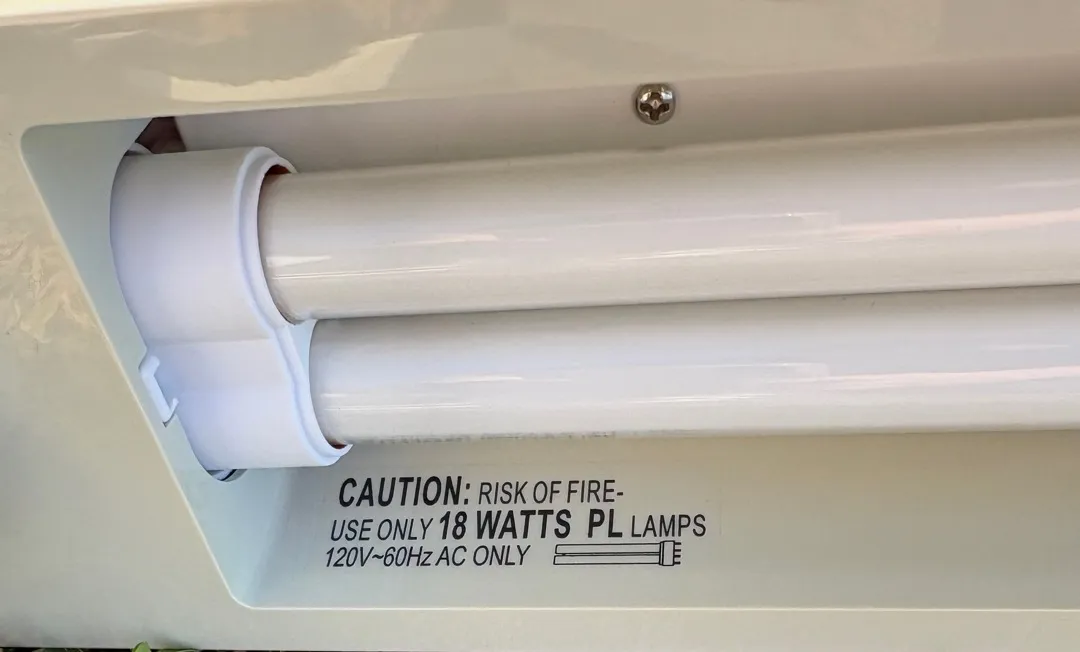 CAUTION: RISK OF FIRE-
USE ONLY 18 WATTS PL LAMPS
120V~60Hz AC ONLY